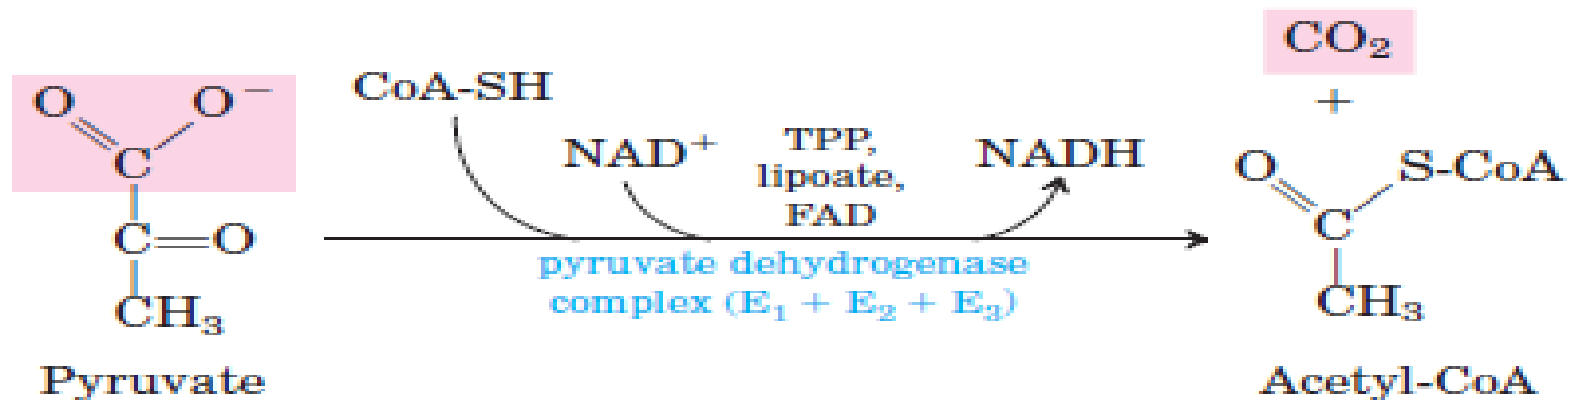 CO₂
+
O O⁻
C
C=O
CH₃
Pyruvate
CoA-SH
NAD⁺
TPP,
lipoate,
FAD
NADH
pyruvate dehydrogenase
complex (E₁ + E₂ + E₃)
O S-CoA
C
CH₃
Acetyl-CoA